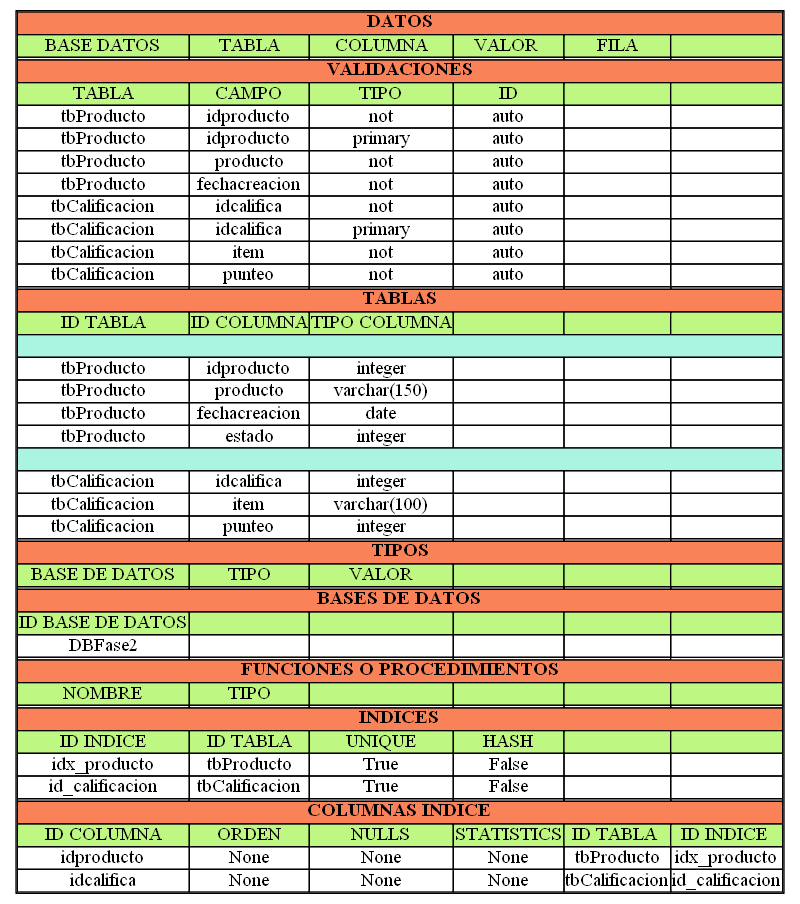 DATOS
BASE DATOS TABLA COLUMNA VALOR FILA
VALIDACIONES
TABLA CAMPO TIPO ID
tbProducto idproducto not auto
tbProducto idproducto primary auto
tbProducto producto not auto
tbProducto fechacreacion not auto
tbCalificacion idcalifica not auto
tbCalificacion idcalifica primary auto
tbCalificacion item not auto
tbCalificacion punteo not auto
TABLAS
ID TABLA ID COLUMNA TIPO COLUMNA
tbProducto idproducto integer
tbProducto producto varchar(150)
tbProducto fechacreacion date
tbProducto estado integer
tbCalificacion idcalifica integer
tbCalificacion item varchar(100)
tbCalificacion punteo integer
TIPOS
BASE DE DATOS TIPO VALOR
BASES DE DATOS
ID BASE DE DATOS
DBFase2
FUNCIONES O PROCEDIMIENTOS
NOMBRE TIPO
INDICES
ID INDICE ID TABLA UNIQUE HASH
idx_producto tbProducto True False
id_calificacion tbCalificacion True False
COLUMNAS INDICE
ID COLUMNA ORDEN NULLS STATISTICS ID TABLA ID INDICE
idproducto None None None tbProducto idx_producto
idcalifica None None None tbCalificacion id_calificacion